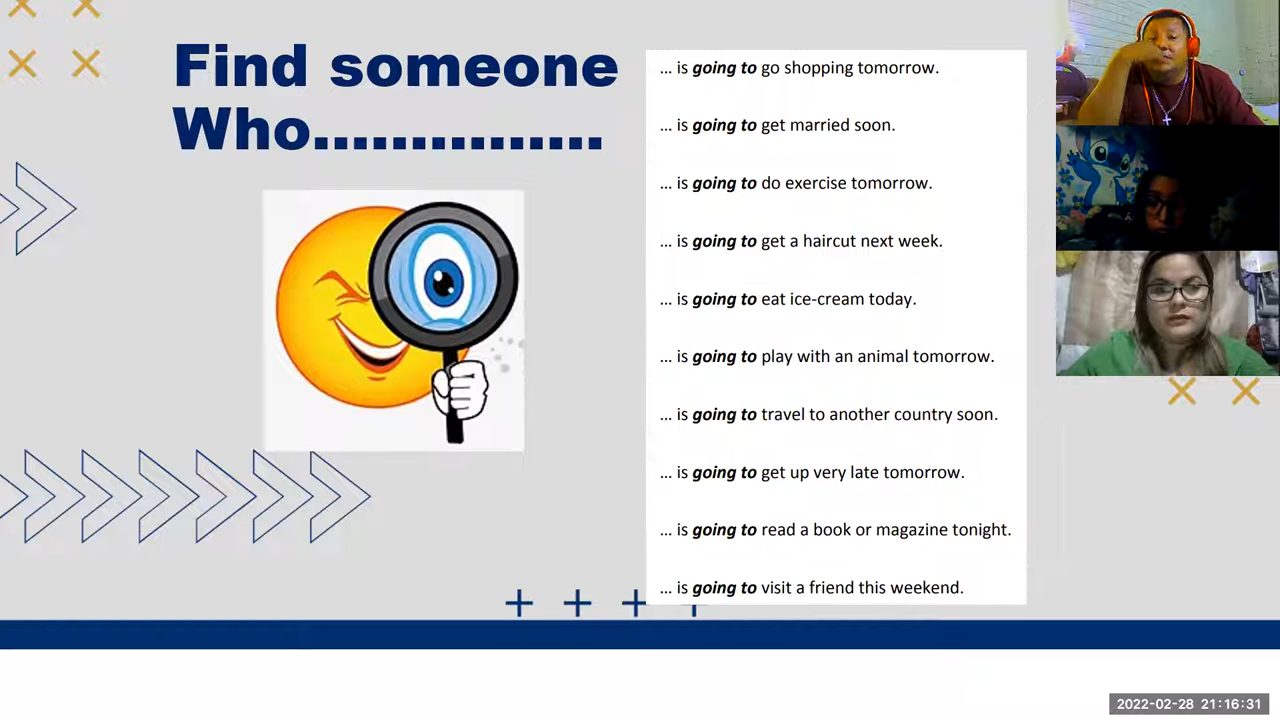 Find someone
Who..............
... is going to go shopping tomorrow.
... is going to get married soon.
... is going to do exercise tomorrow.
... is going to get a haircut next week.
... is going to eat ice-cream today.
... is going to play with an animal tomorrow.
... is going to travel to another country soon.
... is going to get up very late tomorrow.
... is going to read a book or magazine tonight.
... is going to visit a friend this weekend.
2022-02-28 21:16:31